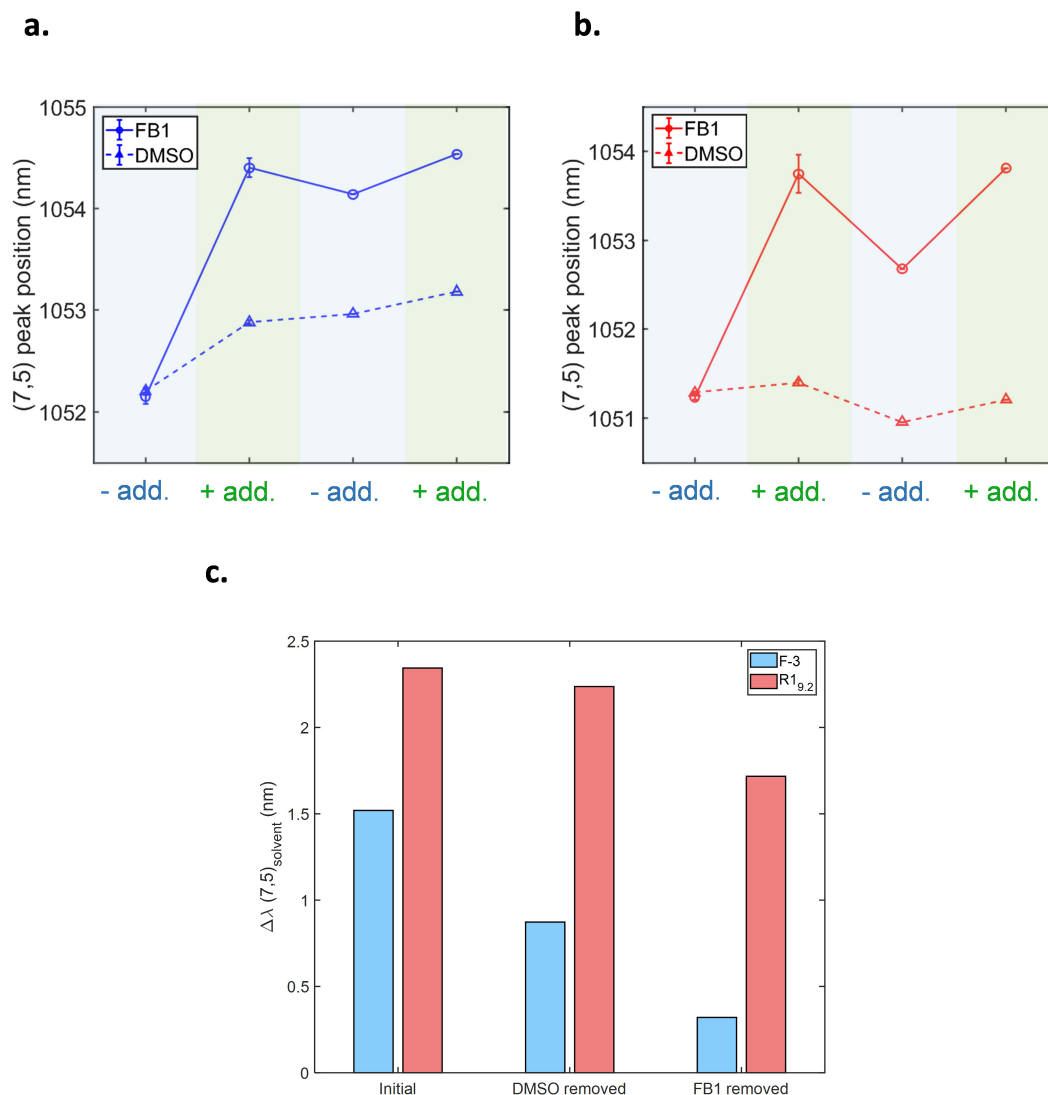 a.
1055
1054
1053
1052
(7,5) peak position (nm)
FB1
DMSO
- add.
+ add.
- add.
+ add.
b.
1054
1053
1052
1051
(7,5) peak position (nm)
FB1
DMSO
- add.
+ add.
- add.
+ add.
c.
2.5
2
1.5
1
0.5
0
Δλ (7,5)solvent (nm)
F-3
R19.2
Initial
DMSO removed
FB1 removed